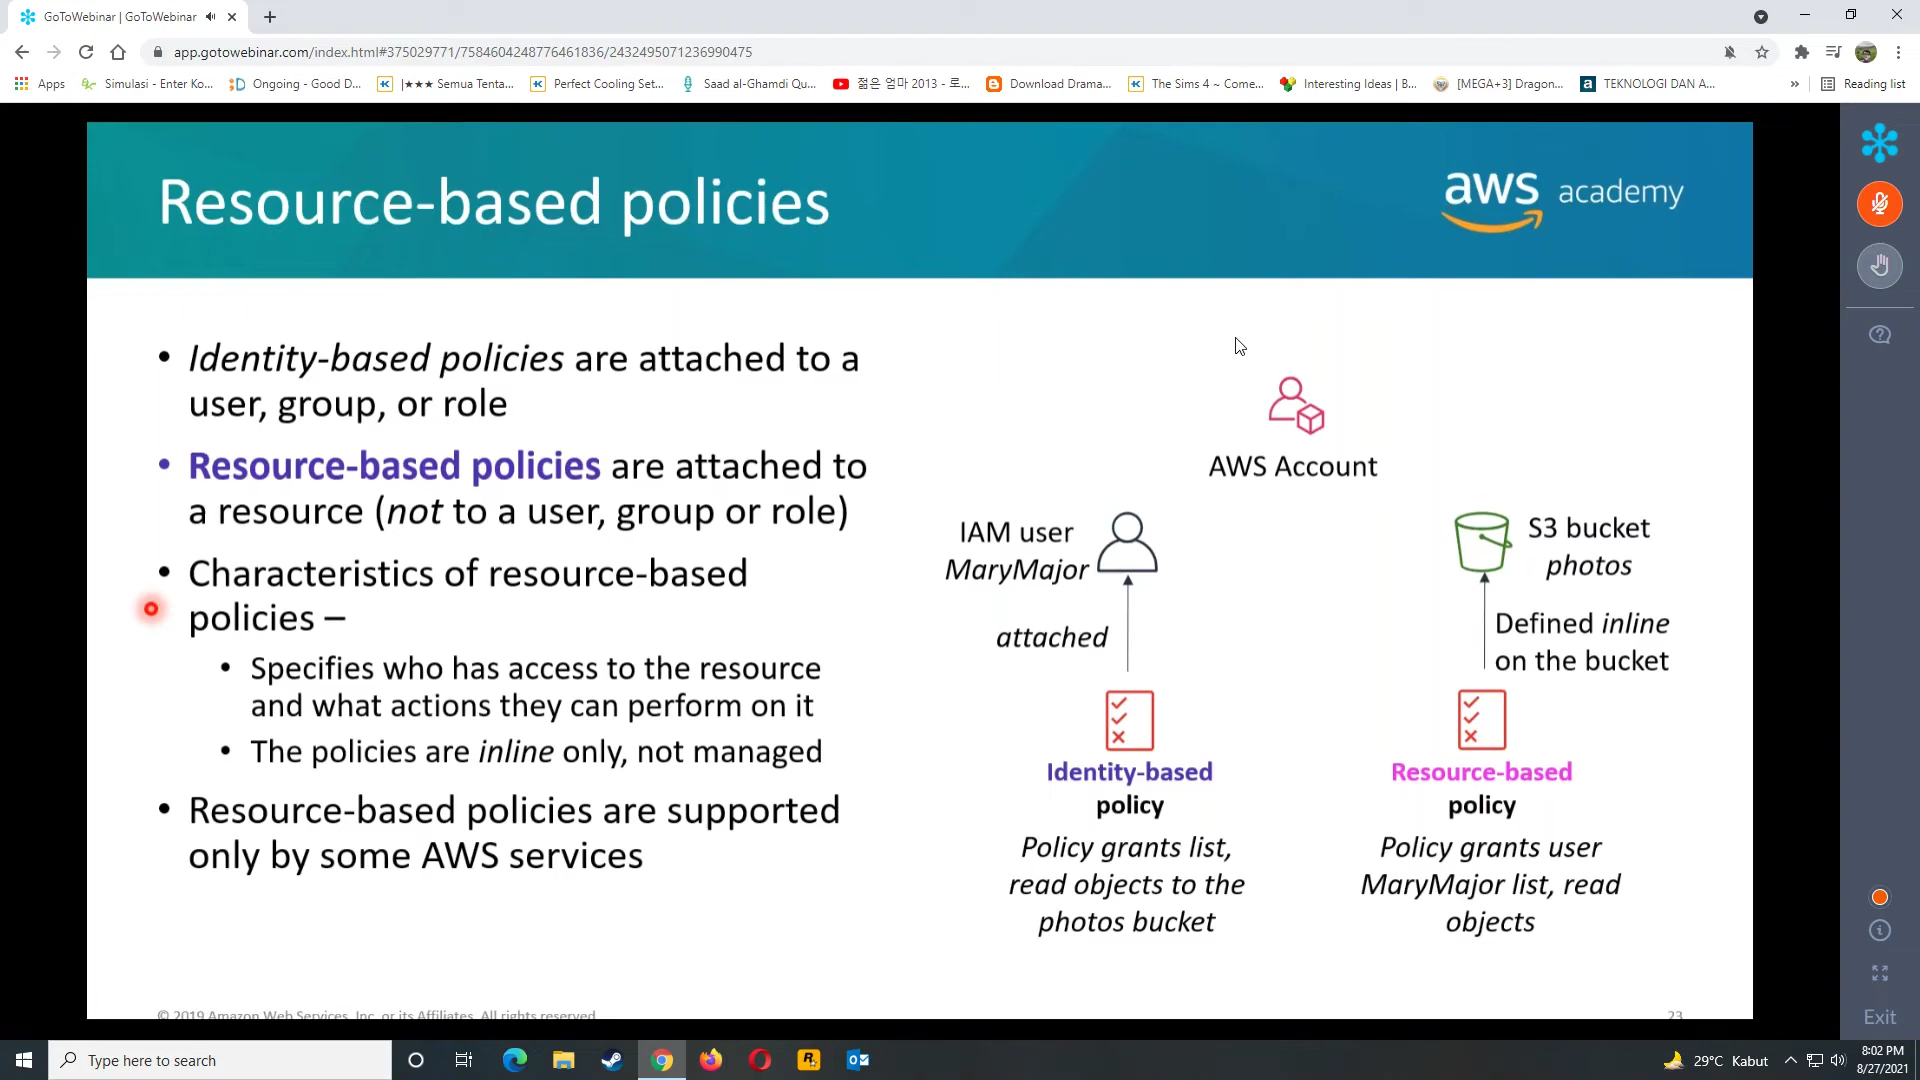 GoToWebinar | GoToWebinar
app.gotowebinar.com/index.html#375029771/7584604248776461836/2432495071236990475
Apps
Simulasi - Enter Ko...
Ongoing - Good D...
|★★★ Semua Tenta...
Perfect Cooling Set...
Saad al-Ghamdi Qu...
젊은 엄마 2013 - 로...
Download Drama...
The Sims 4 ~ Come...
Interesting Ideas | B...
[MEGA+3] Dragon...
TEKNOLOGI DAN A...
»
Reading list
Resource-based policies
aws academy
• Identity-based policies are attached to a
user, group, or role
• Resource-based policies are attached to
a resource (not to a user, group or role)
• Characteristics of resource-based
policies –
• Specifies who has access to the resource
and what actions they can perform on it
• The policies are inline only, not managed
• Resource-based policies are supported
only by some AWS services
AWS Account
IAM user
MaryMajor
attached
Identity-based
policy
Policy grants list,
read objects to the
photos bucket
S3 bucket
photos
Defined inline
on the bucket
Resource-based
policy
Policy grants user
MaryMajor list, read
objects
© 2019 Amazon Web Services, Inc. or its Affiliates. All rights reserved.
23
Exit
Type here to search
29°C Kabut
8:02 PM
8/27/2021